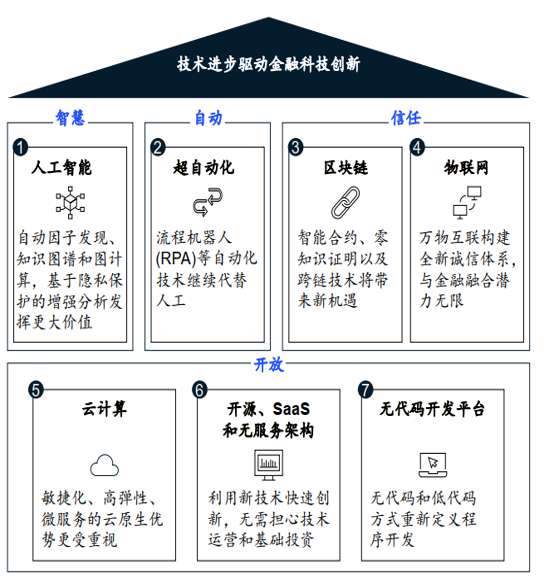 技术进步驱动金融科技创新
智慧
自动
信任
1
人工智能
自动因子发现、
知识图谱和图计
算，基于隐私保
护的增强分析发
挥更大价值
2
超自动化
流程机器人
(RPA)等自动化
技术继续代替
人工
3
区块链
智能合约、零
知识证明以及
跨链技术将带
来新机遇
4
物联网
万物互联构建
全新诚信体系，
与金融融合潜
力无限
开放
5
云计算
敏捷化、高弹性、
微服务的云原生优
势更受重视
6
开源、SaaS
和无服务架构
利用新技术快速创
新，无需担心技术
运营和基础投资
7
无代码开发平台
无代码和低代码
方式重新定义程
序开发